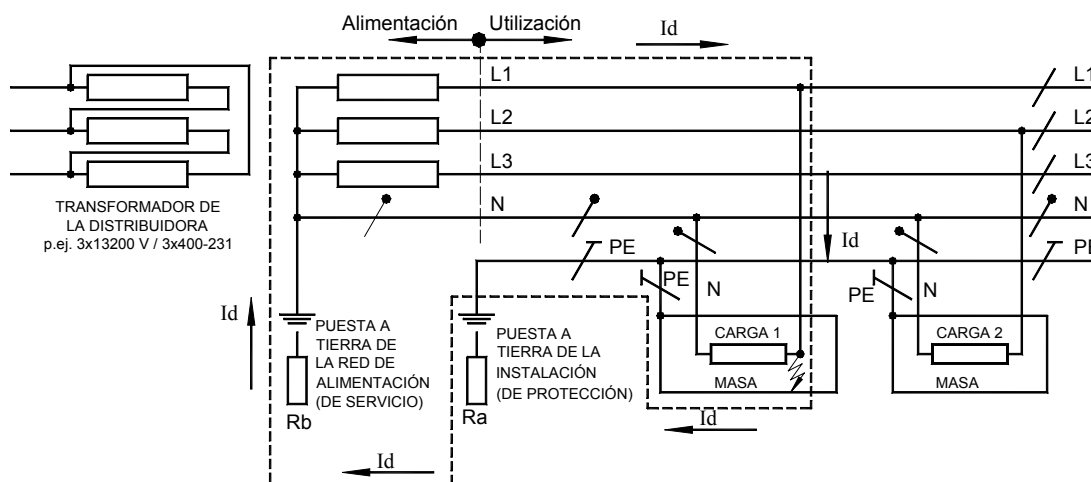 Alimentación
Utilización
Id
L1
L1
L2
L2
L3
L3
TRANSFORMADOR DE
LA DISTRIBUIDORA
p.ej. 3x13200 V / 3x400-231
N
N
Id
PE
PE
PE
N
PE
N
Id
PUESTA A
TIERRA DE
LA RED DE
ALIMENTACIÓN
(DE SERVICIO)
Rb
PUESTA A
TIERRA DE LA
INSTALACIÓN
(DE PROTECCIÓN)
Ra
CARGA 1
MASA
CARGA 2
MASA
Id
Id